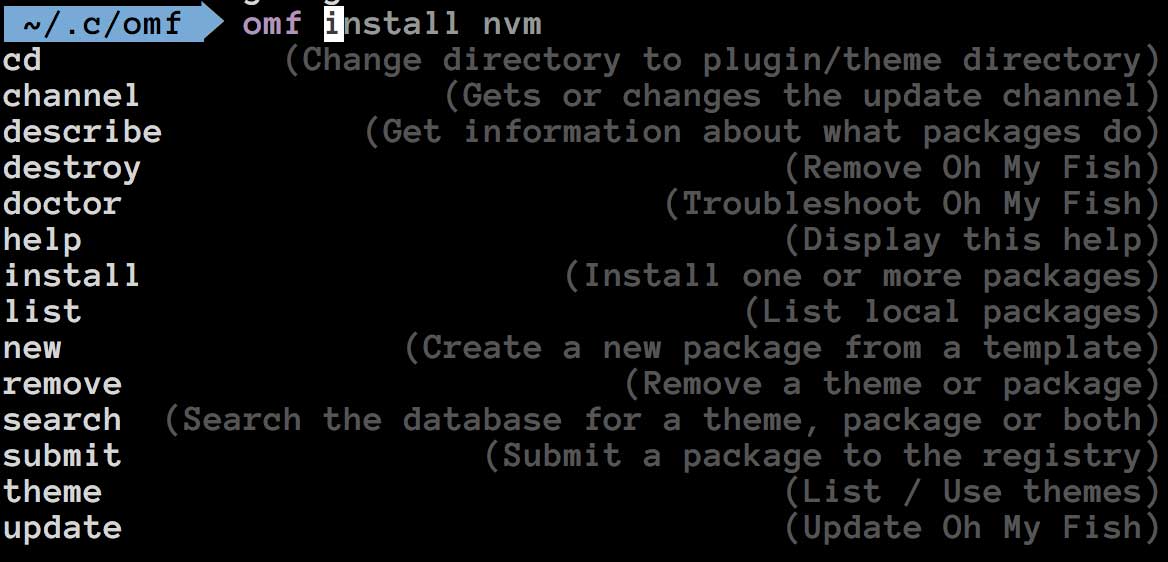 ~/.c/omf omf install nvm
cd (Change directory to plugin/theme directory)
channel (Gets or changes the update channel)
describe (Get information about what packages do)
destroy (Remove Oh My Fish)
doctor (Troubleshoot Oh My Fish)
help (Display this help)
install (Install one or more packages)
list (List local packages)
new (Create a new package from a template)
remove (Remove a theme or package)
search (Search the database for a theme, package or both)
submit (Submit a package to the registry)
theme (List / Use themes)
update (Update Oh My Fish)